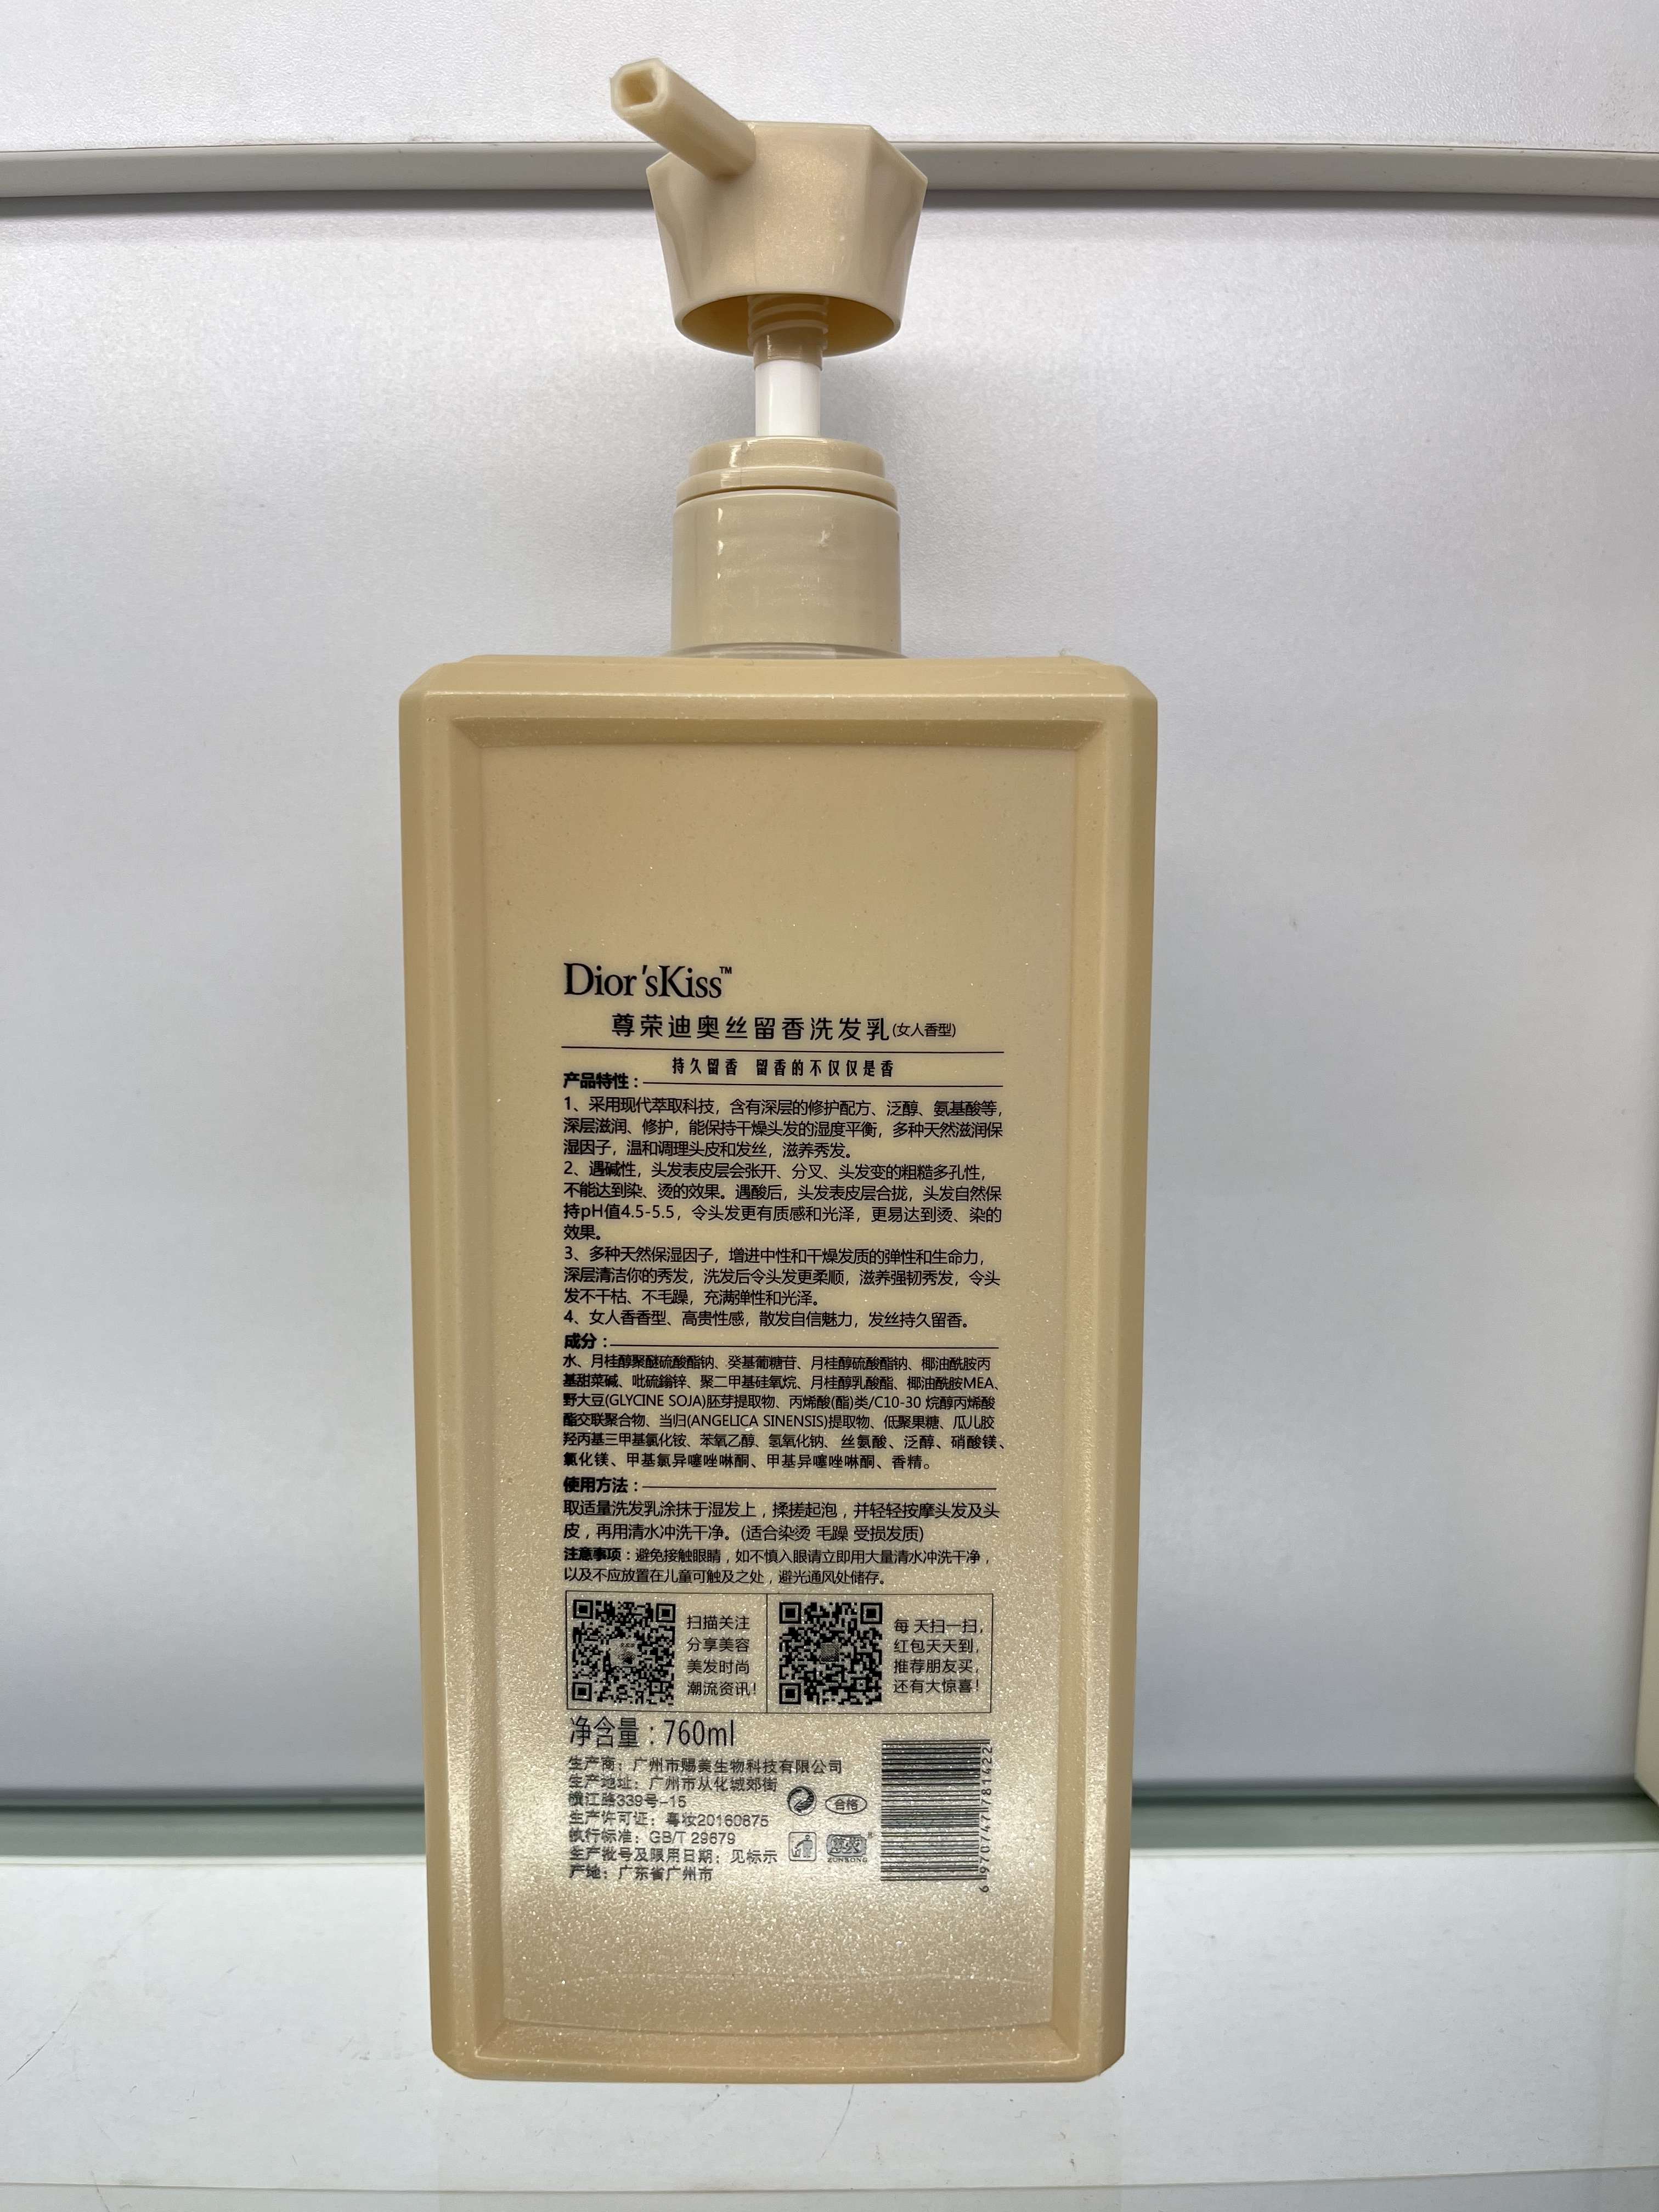 Dior'sKiss™
尊荣迪奥丝留香洗发乳(女人香型)
持久留香 留香的不仅仅是香
产品特性：
1、采用现代萃取科技，含有深层的修护配方、泛醇、氨基酸等，
深层滋润、修护，能保持干燥头发的湿度平衡，多种天然滋润保
湿因子，温和调理头皮和发丝，滋养秀发。
2、遇碱性，头发表皮层会张开、分叉、头发变的粗糙多孔性，
不能达到染、烫的效果。遇酸后，头发表皮层合拢，头发自然保
持pH值4.5-5.5，令头发更有质感和光泽，更易达到烫、染的
效果。
3、多种天然保湿因子，增进中性和干燥发质的弹性和生命力，
深层清洁你的秀发，洗发后令头发更柔顺，滋养强韧秀发，令头
发不干枯、不毛躁，充满弹性和光泽。
4、女人香香型、高贵性感，散发自信魅力，发丝持久留香。
成分：
水、月桂醇聚醚硫酸酯钠、癸基葡糖苷、月桂醇硫酸酯钠、椰油酰胺丙
基甜菜碱、吡硫鎓锌、聚二甲基硅氧烷、月桂醇乳酸酯、椰油酰胺MEA、
野大豆(GLYCINE SOJA)胚芽提取物、丙烯酸(酯)类/C10-30 烷醇丙烯酸
酯交联聚合物、当归(ANGELICA SINENSIS)提取物、低聚果糖、瓜儿胶
羟丙基三甲基氯化铵、苯氧乙醇、氢氧化钠、丝氨酸、泛醇、硝酸镁、
氯化镁、甲基氯异噻唑啉酮、甲基异噻唑啉酮、香精。
使用方法：
取适量洗发乳涂抹于湿发上，揉搓起泡，并轻轻按摩头发及头
皮，再用清水冲洗干净。(适合染烫 毛躁 受损发质)
注意事项：避免接触眼睛，如不慎入眼请立即用大量清水冲洗干净，
以及不应放置在儿童可触及之处，避光通风处储存。
扫描关注
分享美容
美发时尚
潮流资讯!
每天扫一扫，
红包天天到，
推荐朋友买，
还有大惊喜!
净含量：760ml
生产商：广州市赐美生物科技有限公司
生产地址：广州市从化城郊街
横江路339号-15
生产许可证：粤妆20160875
执行标准：GB/T 29679
生产批号及限用日期：见标示
产地：广东省广州市
合格
ZUNRONG
6970747781422